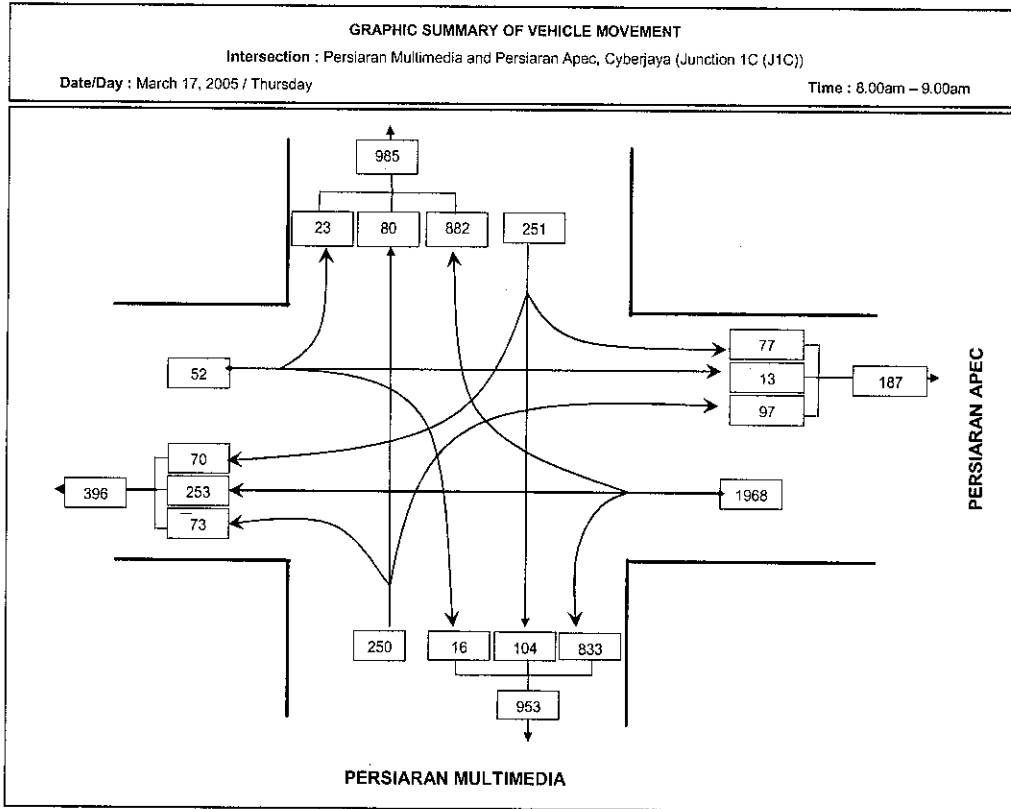 GRAPHIC SUMMARY OF VEHICLE MOVEMENT
Intersection : Persiaran Multimedia and Persiaran Apec, Cyberjaya (Junction 1C (J1C))
Date/Day : March 17, 2005 / Thursday Time : 8.00am – 9.00am
985
23 80 882 251
77
52 13 187
97
70
396 253 1968
73
250 16 104 833
953
PERSIARAN APEC
PERSIARAN MULTIMEDIA